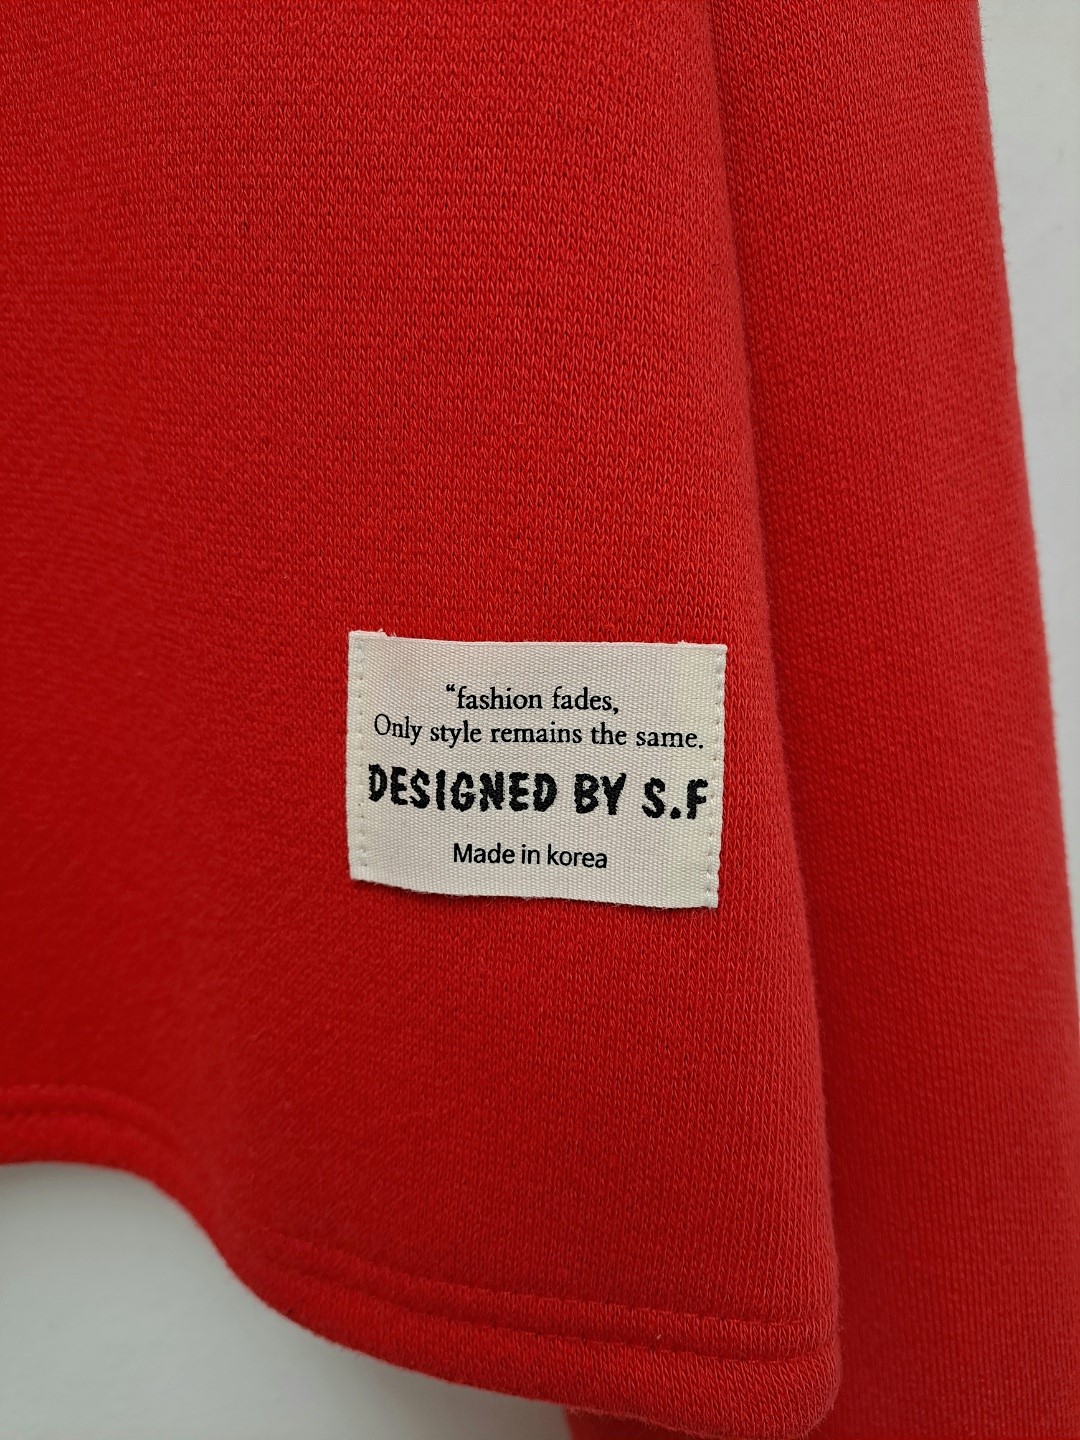 “fashion fades,
Only style remains the same.
DESIGNED BY S.F
Made in korea